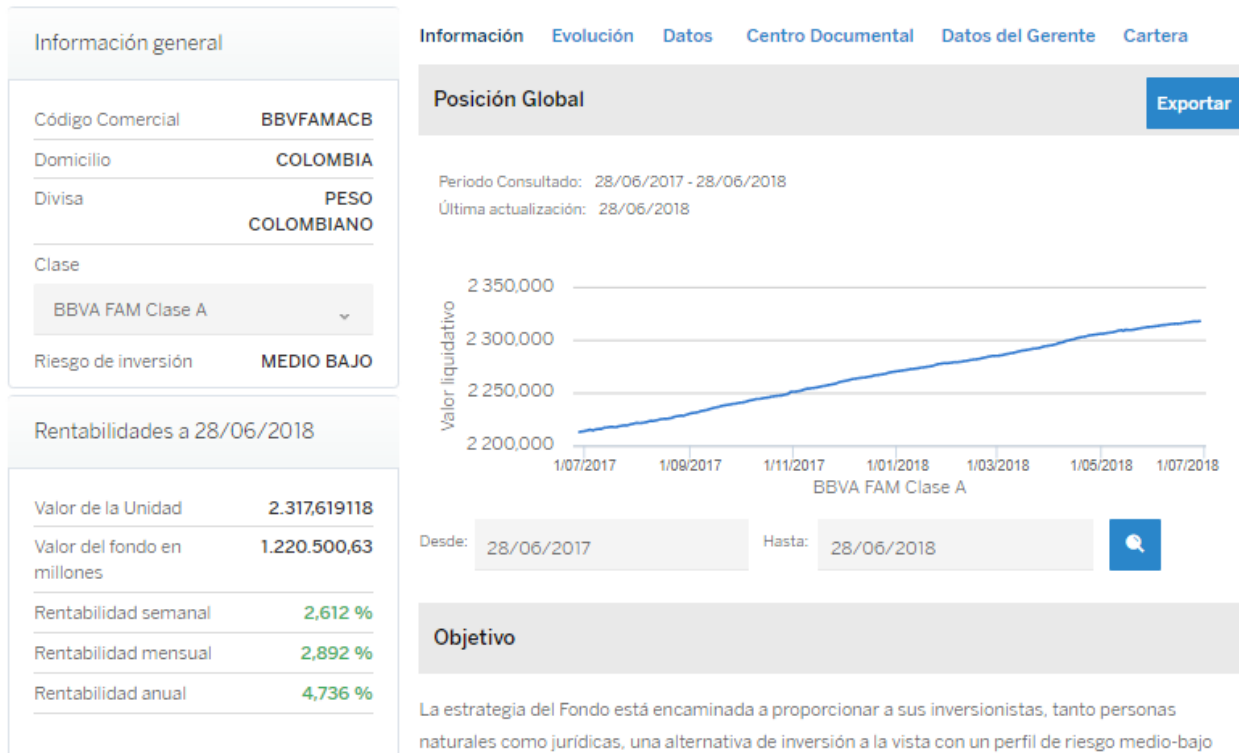 Información general
Código Comercial BBVFAMACB
Domicilio COLOMBIA
Divisa PESO
COLOMBIANO
Clase
BBVA FAM Clase A
Riesgo de inversión MEDIO BAJO
Rentabilidades a 28/06/2018
Valor de la Unidad 2.317,619118
Valor del fondo en 1.220.500,63
millones
Rentabilidad semanal 2,612 %
Rentabilidad mensual 2,892 %
Rentabilidad anual 4,736 %
Información Evolución Datos Centro Documental Datos del Gerente Cartera
Posición Global Exportar
Periodo Consultado: 28/06/2017 - 28/06/2018
Última actualización: 28/06/2018
Valor liquidativo
2 350,000
2 300,000
2 250,000
2 200,000
1/07/2017 1/09/2017 1/11/2017 1/01/2018 1/03/2018 1/05/2018 1/07/2018
BBVA FAM Clase A
Desde: 28/06/2017 Hasta: 28/06/2018
Objetivo
La estrategia del Fondo está encaminada a proporcionar a sus inversionistas, tanto personas
naturales como jurídicas, una alternativa de inversión a la vista con un perfil de riesgo medio-bajo